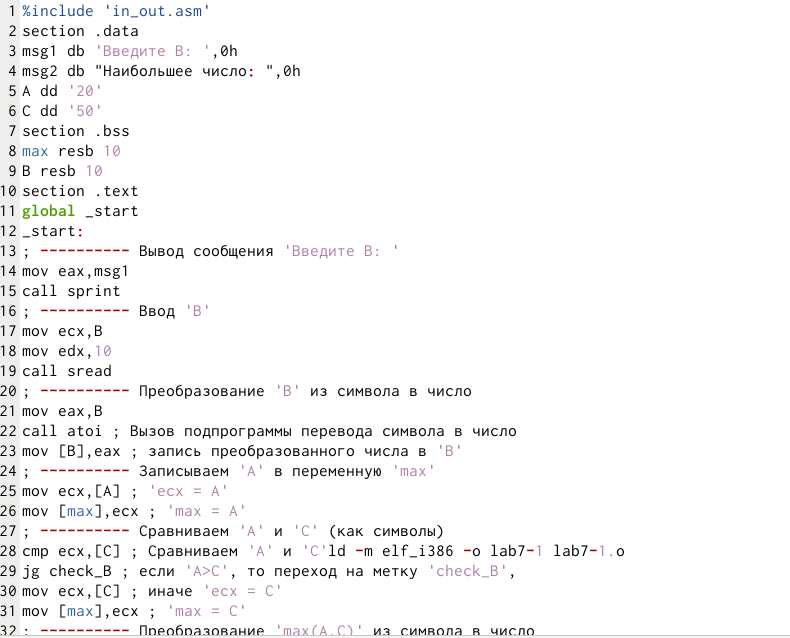 1 %include 'in_out.asm'
2 section .data
3 msg1 db 'Введите B: ',0h
4 msg2 db "Наибольшее число: ",0h
5 A dd '20'
6 C dd '50'
7 section .bss
8 max resb 10
9 B resb 10
10 section .text
11 global _start
12 _start:
13 ; ---------- Вывод сообщения 'Введите B: '
14 mov eax,msg1
15 call sprint
16 ; ---------- Ввод 'B'
17 mov ecx,B
18 mov edx,10
19 call sread
20 ; ---------- Преобразование 'B' из символа в число
21 mov eax,B
22 call atoi ; Вызов подпрограммы перевода символа в число
23 mov [B],eax ; запись преобразованного числа в 'B'
24 ; ---------- Записываем 'A' в переменную 'max'
25 mov ecx,[A] ; 'ecx = A'
26 mov [max],ecx ; 'max = A'
27 ; ---------- Сравниваем 'A' и 'C' (как символы)
28 cmp ecx,[C] ; Сравниваем 'A' и 'C'ld -m elf_i386 -o lab7-1 lab7-1.o
29 jg check_B ; если 'A>C', то переход на метку 'check_B',
30 mov ecx,[C] ; иначе 'ecx = C'
31 mov [max],ecx ; 'max = C'
32 ; ---------- Преобразование 'max(A,C)' из символа в число